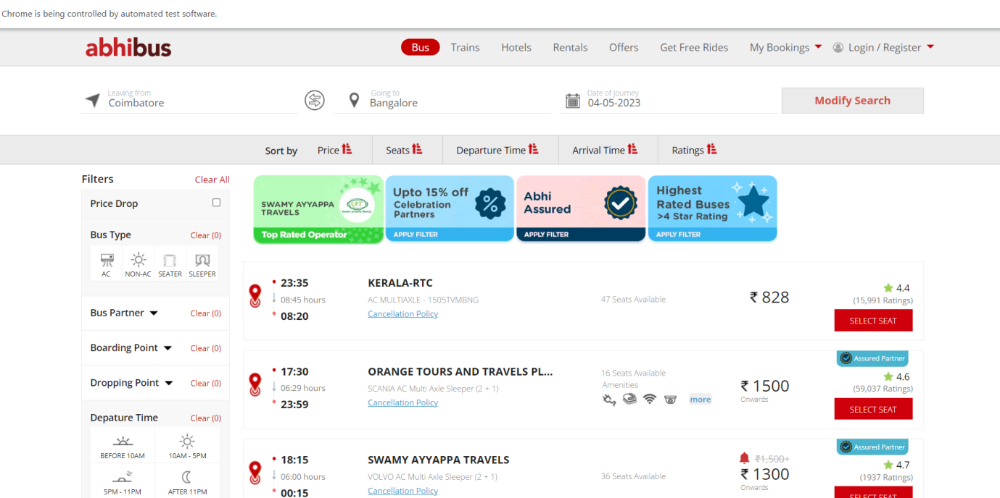 Chrome is being controlled by automated test software.
abhibus
Bus Trains Hotels Rentals Offers Get Free Rides My Bookings Login / Register
Leaving from
Coimbatore
Going to
Bangalore
Date of Journey
04-05-2023
Modify Search
Sort by Price Seats Departure Time Arrival Time Ratings
Filters Clear All
Price Drop
Bus Type Clear (0)
AC NON-AC SEATER SLEEPER
Bus Partner Clear (0)
Boarding Point Clear (0)
Dropping Point Clear (0)
Depature Time Clear (0)
BEFORE 10AM 10AM - 5PM
5PM - 11PM AFTER 11PM
SWAMY AYYAPPA
TRAVELS
SAT
Top Rated Operator
Upto 15% off
Celebration
Partners
APPLY FILTER
Abhi
Assured
APPLY FILTER
Highest
Rated Buses
>4 Star Rating
APPLY FILTER
23:35 KERALA-RTC
08:45 hours AC MULTIAXLE - 1505TVMBNG 47 Seats Available ₹ 828 4.4
(15,991 Ratings)
08:20 Cancellation Policy
SELECT SEAT
Assured Partner
17:30 ORANGE TOURS AND TRAVELS PL... 16 Seats Available 4.6
06:29 hours SCANIA AC Multi Axle Sleeper (2 + 1) Amenities ₹ 1500 (59,037 Ratings)
23:59 Cancellation Policy more Onwards
SELECT SEAT
Assured Partner
18:15 SWAMY AYYAPPA TRAVELS ₹1,500+ 4.7
06:00 hours VOLVO AC Multi Axle Sleeper (2 + 1) 36 Seats Available ₹ 1300 (1937 Ratings)
00:15 Cancellation Policy Onwards
SELECT SEAT